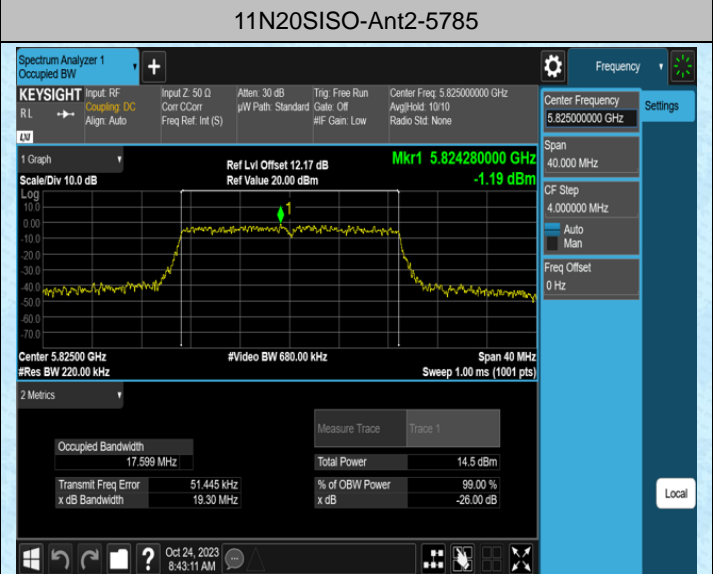 11N20SISO-Ant2-5785
Spectrum Analyzer 1
Occupied BW
+
Frequency
KEYSIGHT
RL
LXI
Input: RF
Coupling: DC
Align: Auto
Input Z: 50 Ω
Corr CCorr
Freq Ref: Int (S)
Atten: 30 dB
µW Path: Standard
Trig: Free Run
Gate: Off
#IF Gain: Low
Center Freq: 5.825000000 GHz
Avg|Hold: 10/10
Radio Std: None
Center Frequency
5.825000000 GHz
Settings
Span
40.000 MHz
CF Step
4.000000 MHz
Auto
Man
Freq Offset
0 Hz
1 Graph
Scale/Div 10.0 dB
Ref Lvl Offset 12.17 dB
Ref Value 20.00 dBm
Mkr1 5.824280000 GHz
-1.19 dBm
Log
10.0
0.00
-10.0
-20.0
-30.0
-40.0
-50.0
-60.0
-70.0
1
Center 5.82500 GHz
#Res BW 220.00 kHz
#Video BW 680.00 kHz
Span 40 MHz
Sweep 1.00 ms (1001 pts)
2 Metrics
Measure Trace
Trace 1
Occupied Bandwidth
17.599 MHz
Total Power
14.5 dBm
Transmit Freq Error
51.445 kHz
% of OBW Power
99.00 %
x dB Bandwidth
19.30 MHz
x dB
-26.00 dB
Local
?
Oct 24, 2023
8:43:11 AM